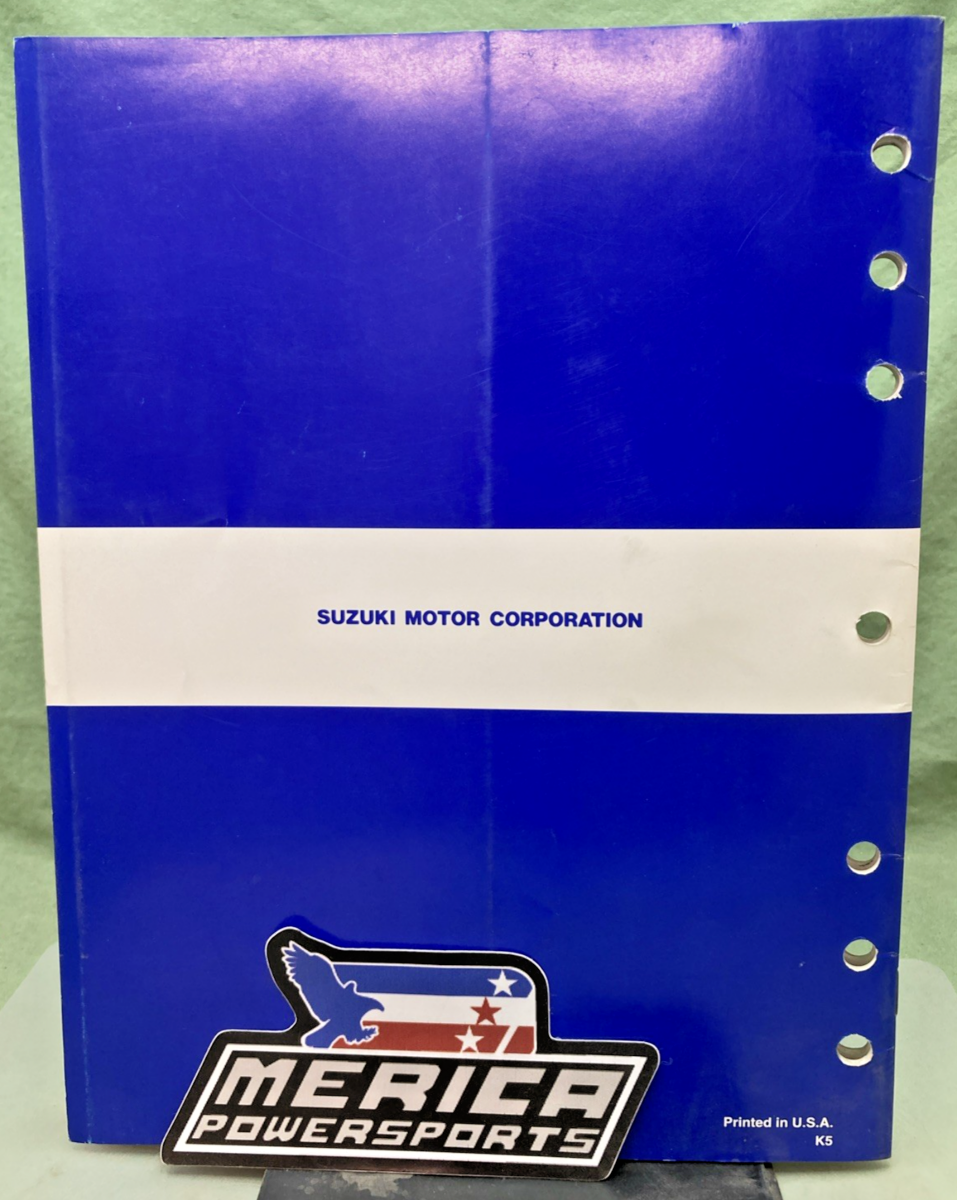 SUZUKI MOTOR CORPORATION
MERICA
POWERSPORTS
Printed in U.S.A.
K5